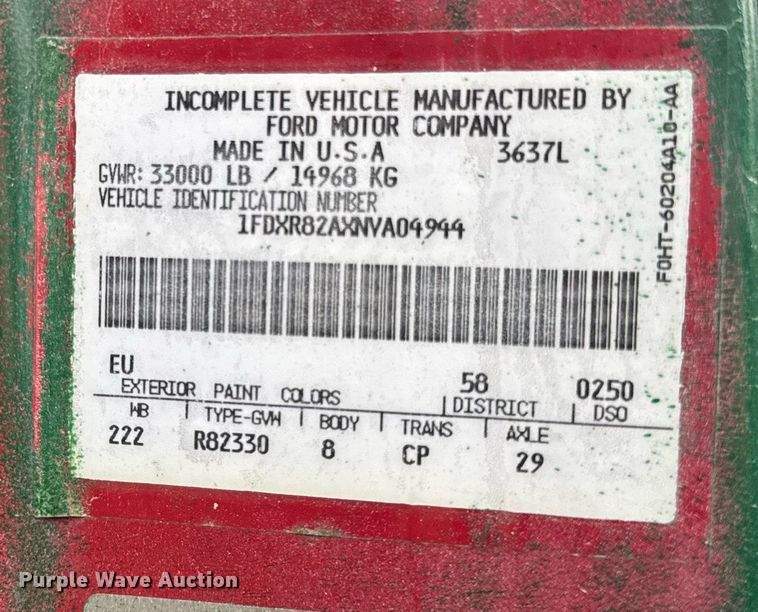 INCOMPLETE VEHICLE MANUFACTURED BY
FORD MOTOR COMPANY
MADE IN U.S.A 3637L
GVWR: 33000 LB / 14968 KG
VEHICLE IDENTIFICATION NUMBER
1FDXR82AXNVA04944
F0HT-60204A10-AA
EU 58 0250
EXTERIOR PAINT COLORS DISTRICT DSO
WB TYPE-GVW BODY TRANS AXLE
222 R82330 8 CP 29
Purple Wave Auction